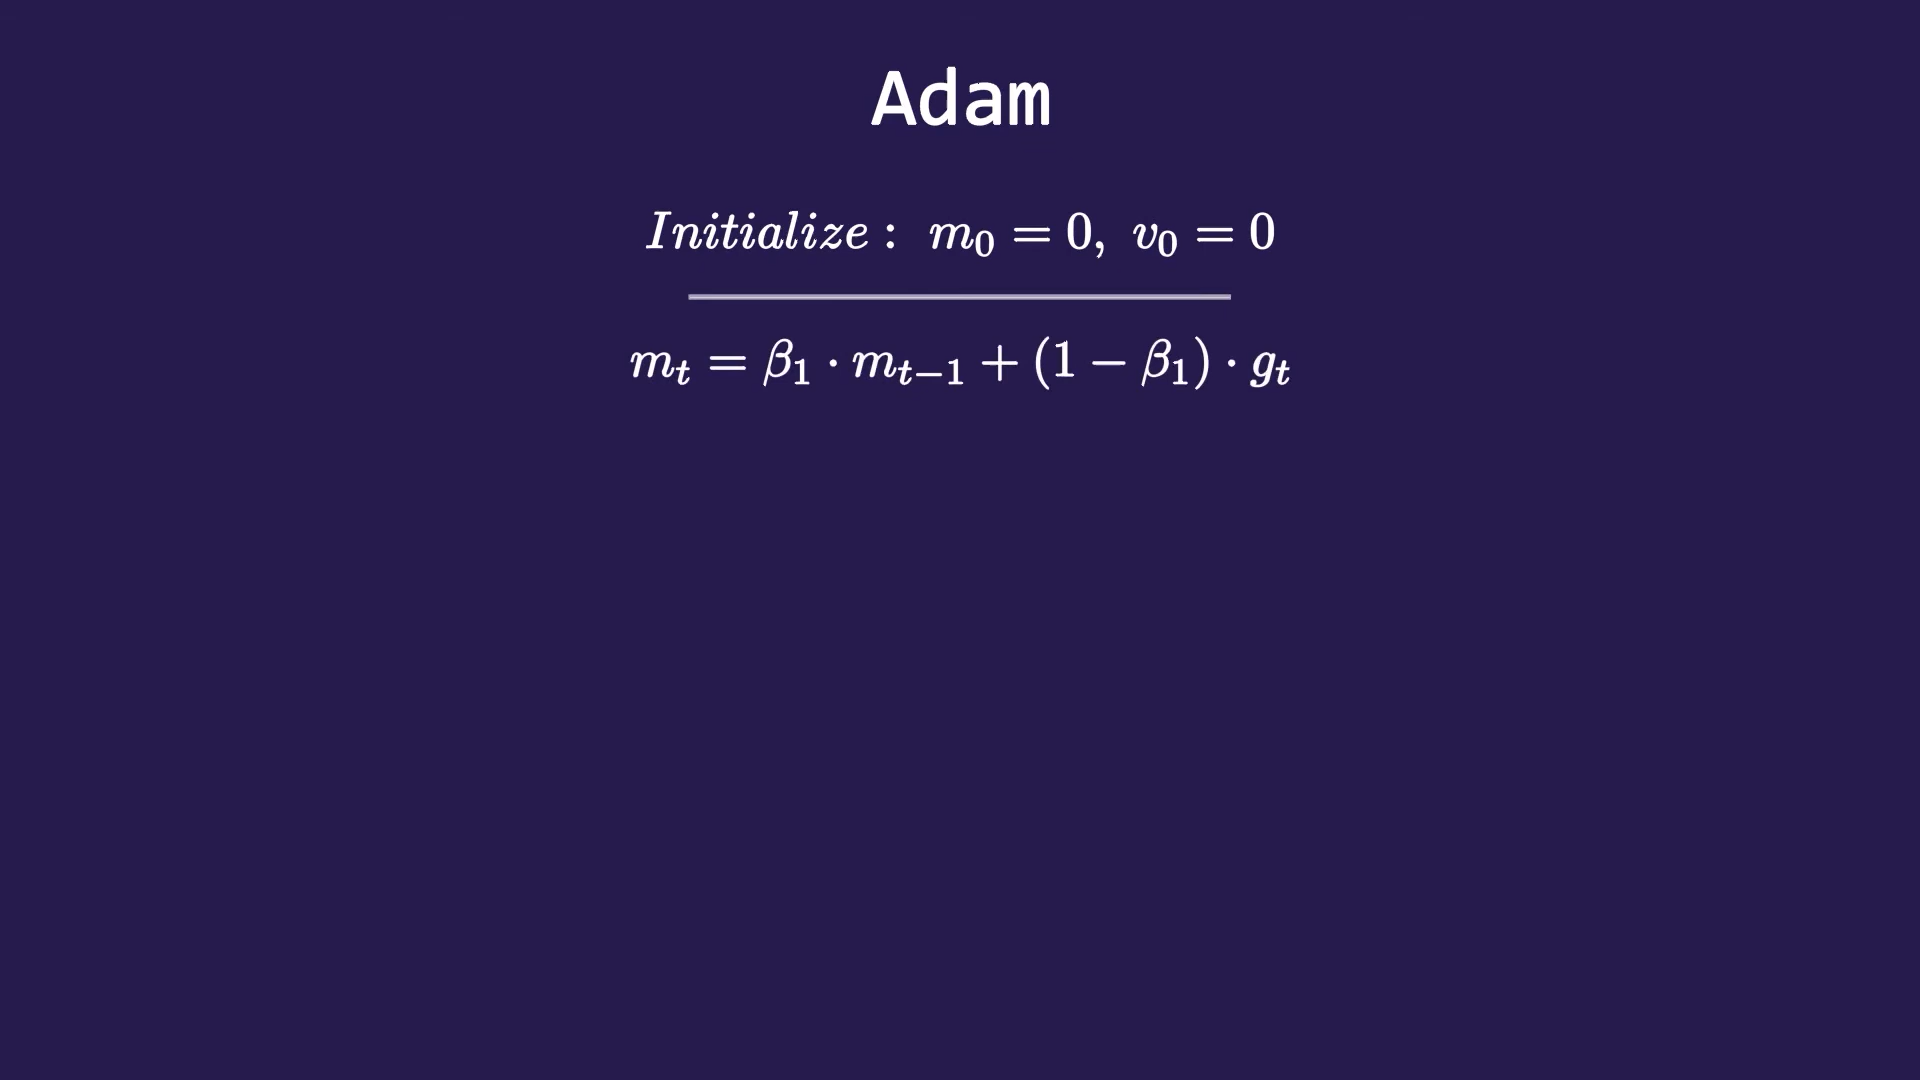 Adam
Initialize : m₀ = 0, v₀ = 0
mₜ = β₁ · mₜ₋₁ + (1 − β₁) · gₜ